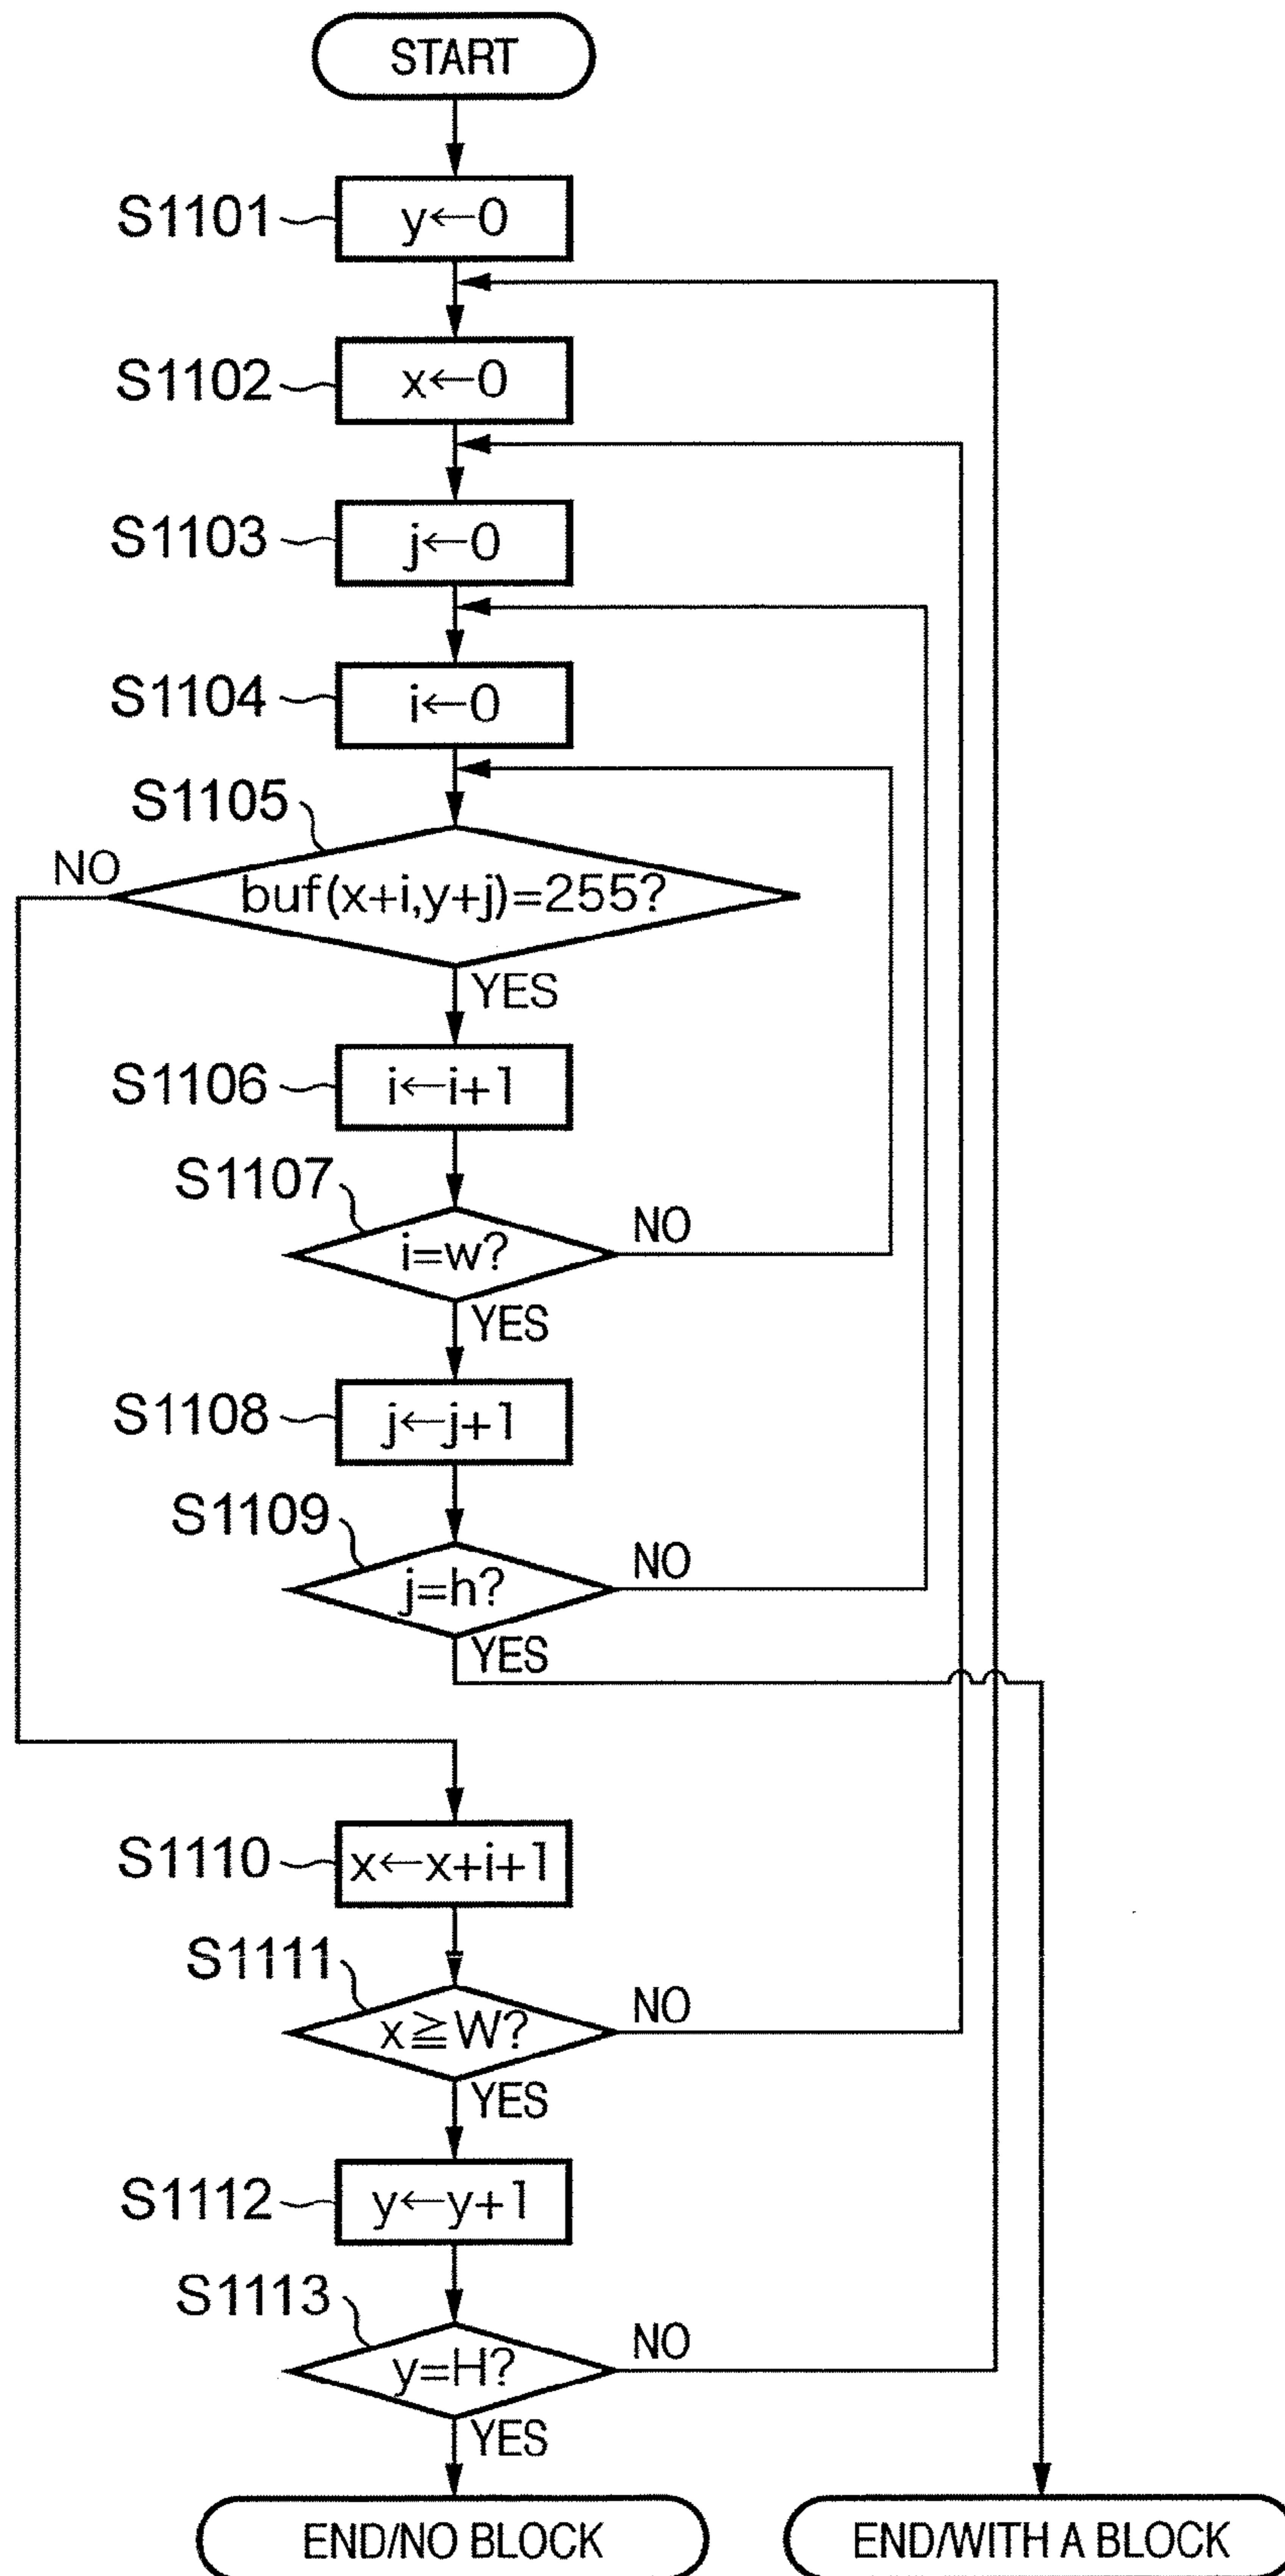 START
S1101
y←0
S1102
x←0
S1103
j←0
S1104
i←0
S1105
NO
buf(x+i,y+j)=255?
YES
S1106
i←i+1
S1107
i=w?
NO
YES
S1108
j←j+1
S1109
j=h?
NO
YES
S1110
x←x+i+1
S1111
x≧W?
NO
YES
S1112
y←y+1
S1113
y=H?
NO
YES
END/NO BLOCK
END/WITH A BLOCK